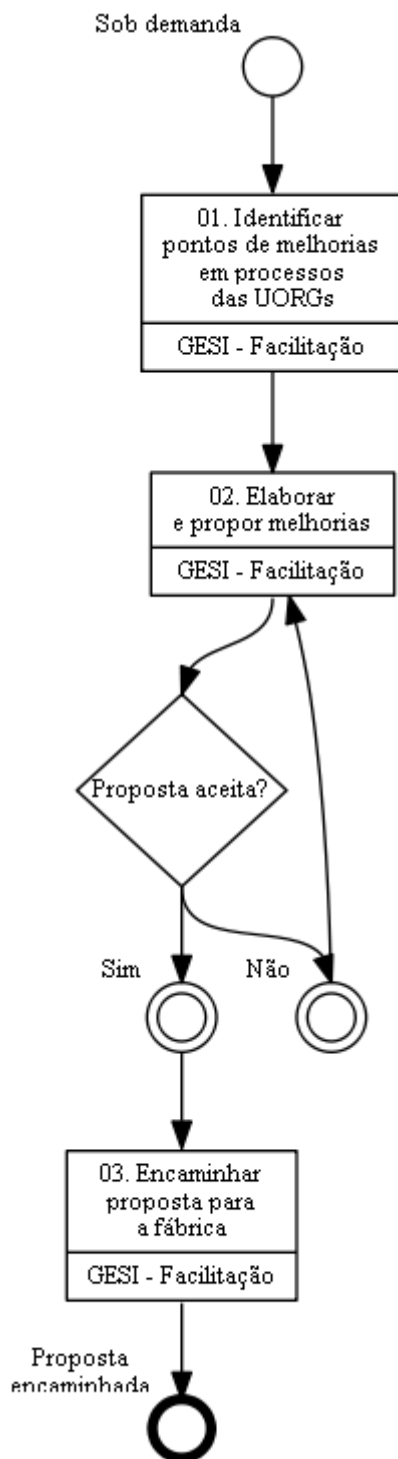 Sob demanda
01. Identificar
pontos de melhorias
em processos
das UORGs
GESI - Facilitação
02. Elaborar
e propor melhorias
GESI - Facilitação
Proposta aceita?
Sim
Não
03. Encaminhar
proposta para
a fábrica
GESI - Facilitação
Proposta
encaminhada